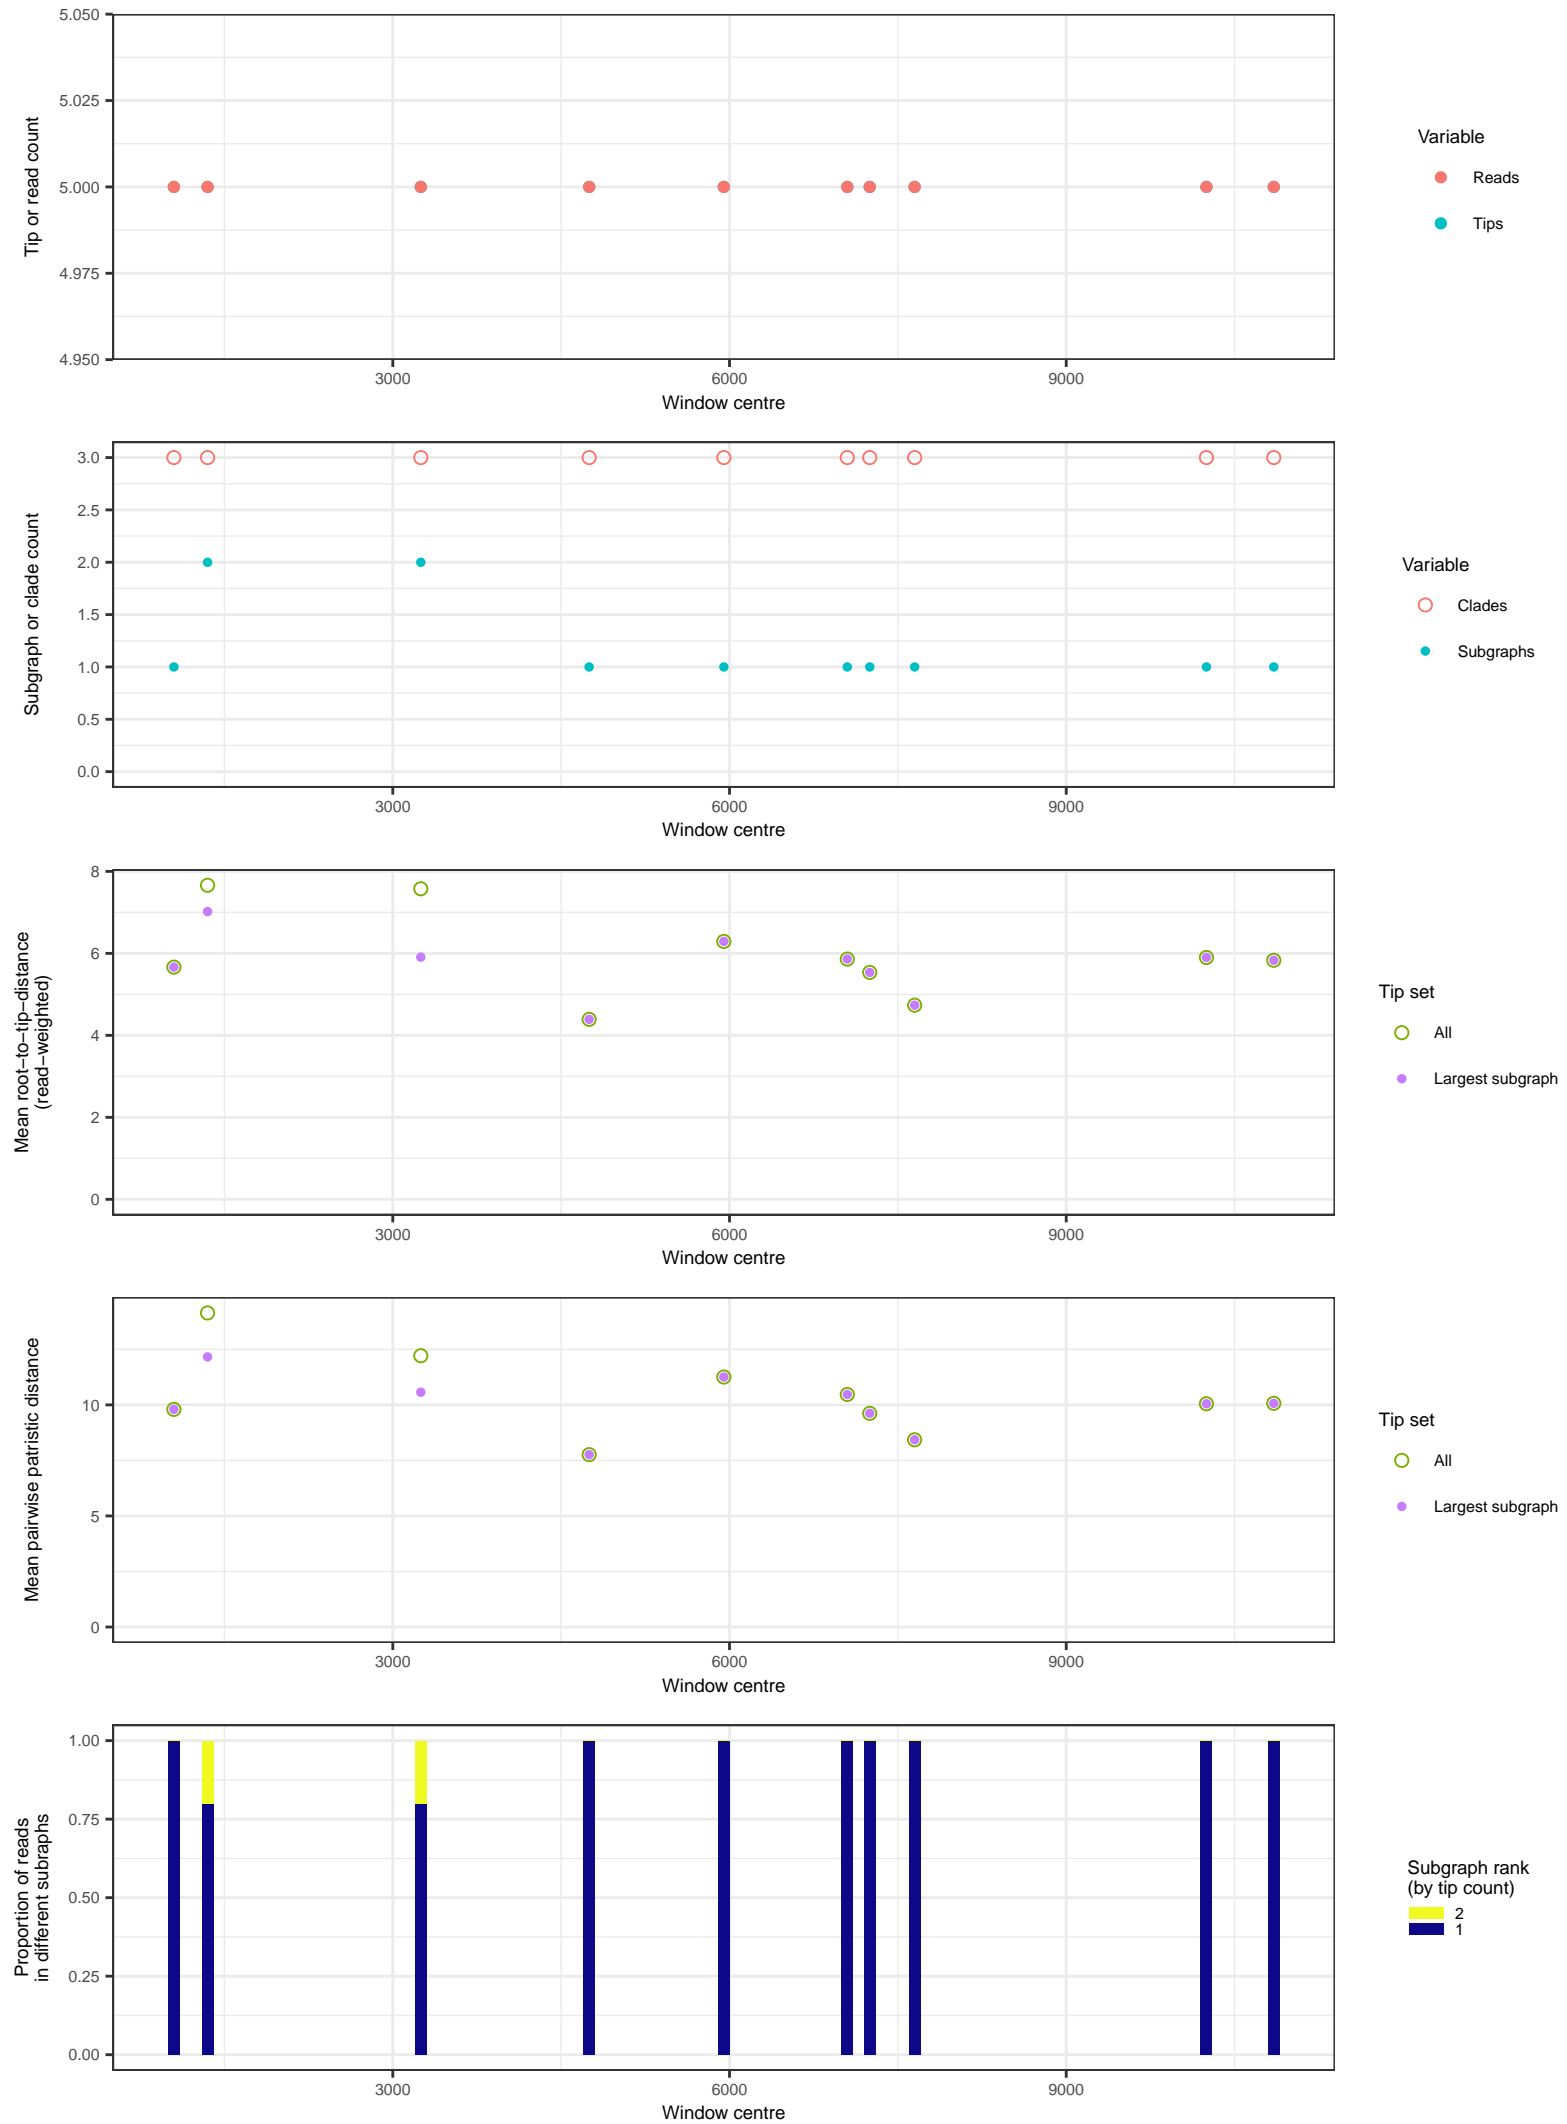 5.050
5.025
5.000
4.975
4.950
Tip or read count
3000 6000 9000
Window centre
Variable
Reads
Tips
3.0
2.5
2.0
1.5
1.0
0.5
0.0
Subgraph or clade count
3000 6000 9000
Window centre
Variable
Clades
Subgraphs
8
6
4
2
0
Mean root−to−tip−distance
(read−weighted)
3000 6000 9000
Window centre
Tip set
All
Largest subgraph
10
5
0
Mean pairwise patristic distance
3000 6000 9000
Window centre
Tip set
All
Largest subgraph
1.00
0.75
0.50
0.25
0.00
Proportion of reads
in different subraphs
3000 6000 9000
Window centre
Subgraph rank
(by tip count)
2
1